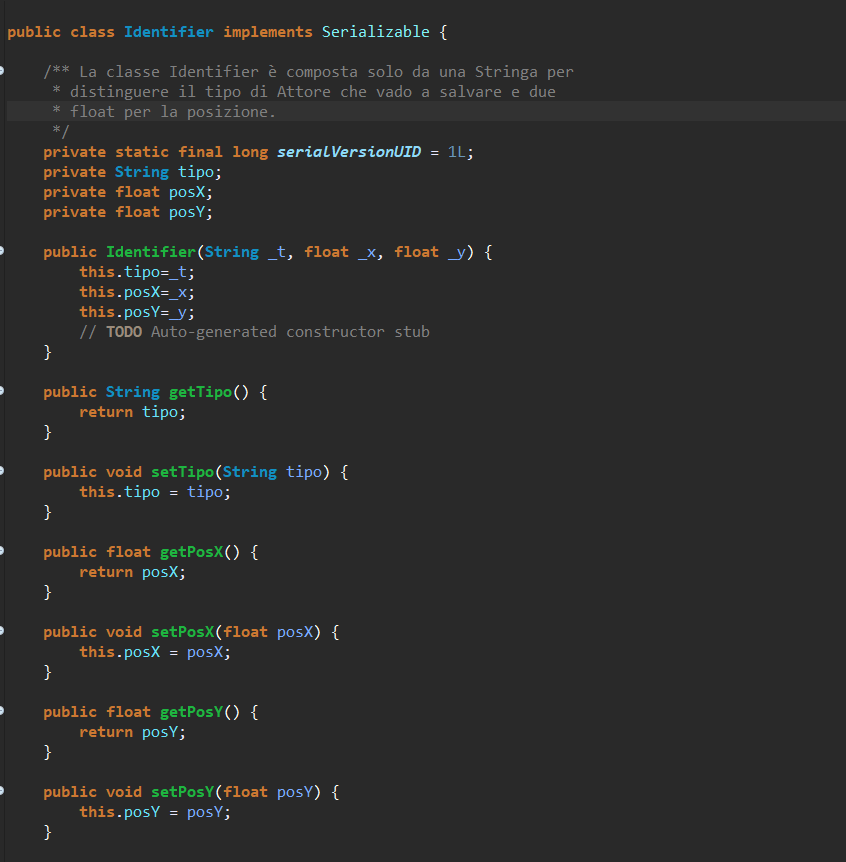 public class Identifier implements Serializable {
/** La classe Identifier è composta solo da una Stringa per
* distinguere il tipo di Attore che vado a salvare e due
* float per la posizione.
*/
private static final long serialVersionUID = 1L;
private String tipo;
private float posX;
private float posY;
public Identifier(String _t, float _x, float _y) {
this.tipo=_t;
this.posX=_x;
this.posY=_y;
// TODO Auto-generated constructor stub
}
public String getTipo() {
return tipo;
}
public void setTipo(String tipo) {
this.tipo = tipo;
}
public float getPosX() {
return posX;
}
public void setPosX(float posX) {
this.posX = posX;
}
public float getPosY() {
return posY;
}
public void setPosY(float posY) {
this.posY = posY;
}